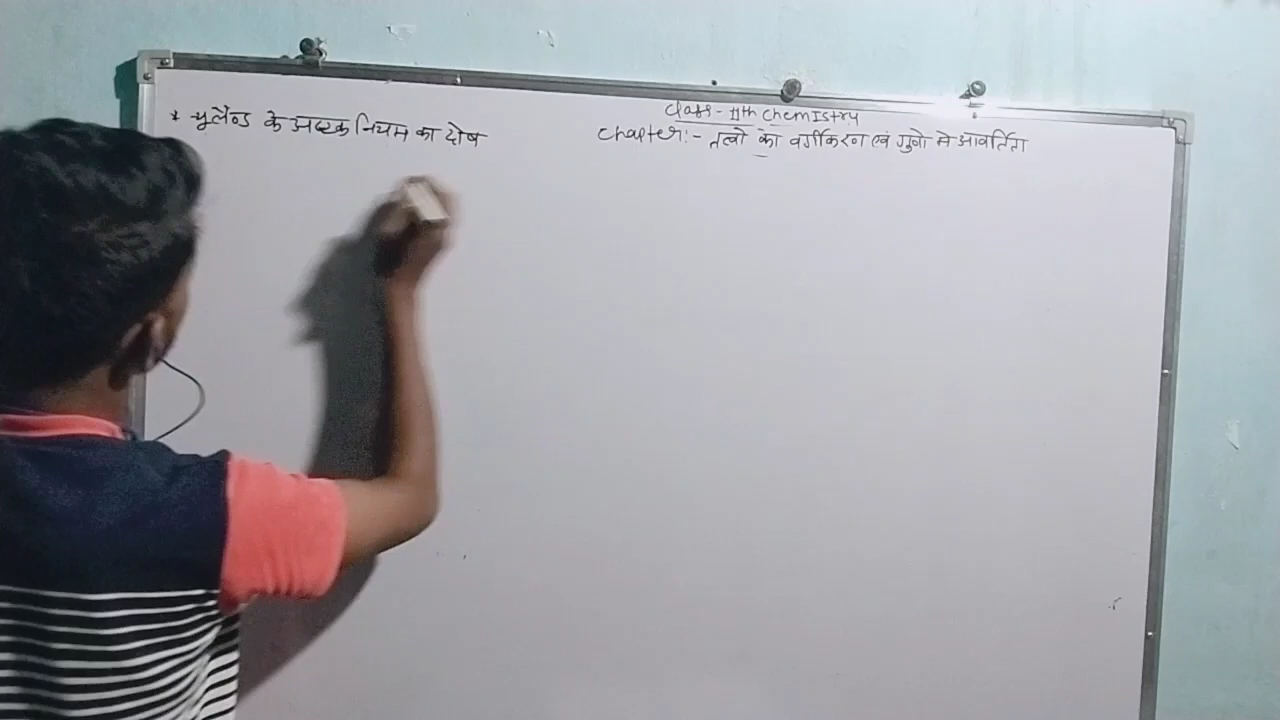 Class - 11th ChemIstry
* न्यूलैन्ड के अष्टक नियम का दोष
Chapter :- तत्वो का वर्गीकरण एवं गुणो मे आवर्तिता